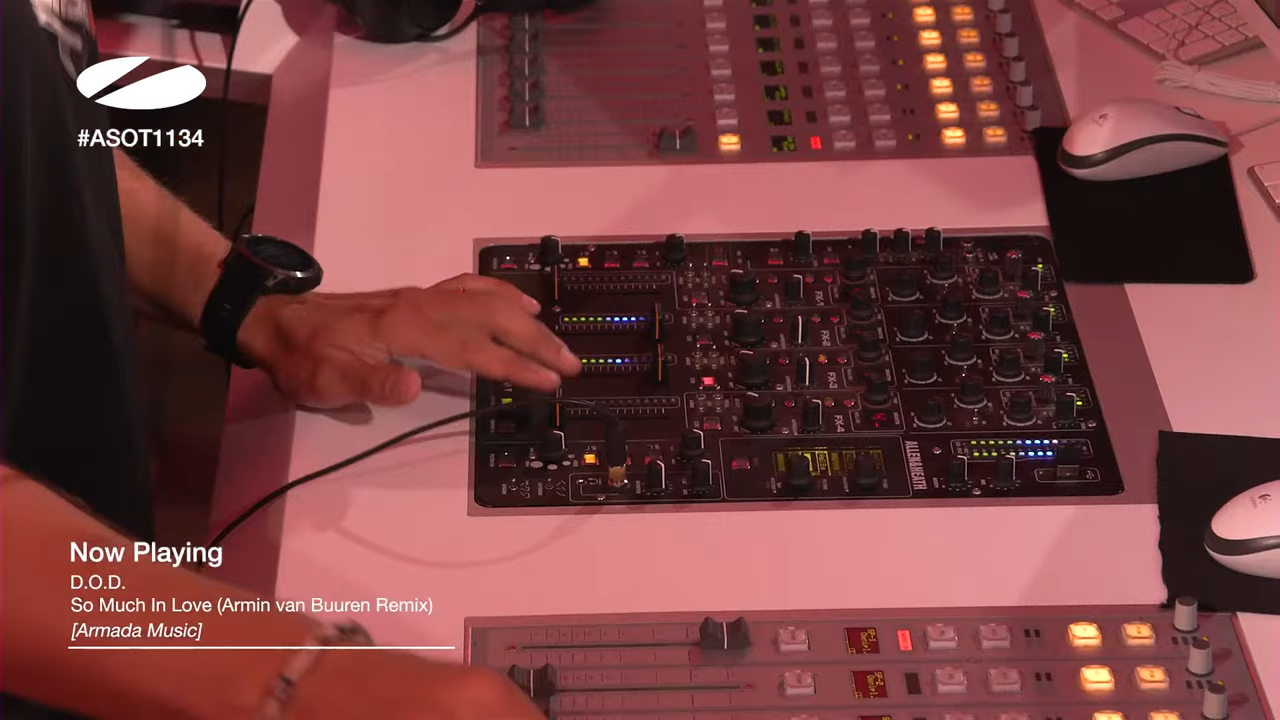 #ASOT1134
FX-1
FX-2
FX-3
FX-4
ALLEN&HEATH
Now Playing
D.O.D.
So Much In Love (Armin van Buuren Remix)
[Armada Music]